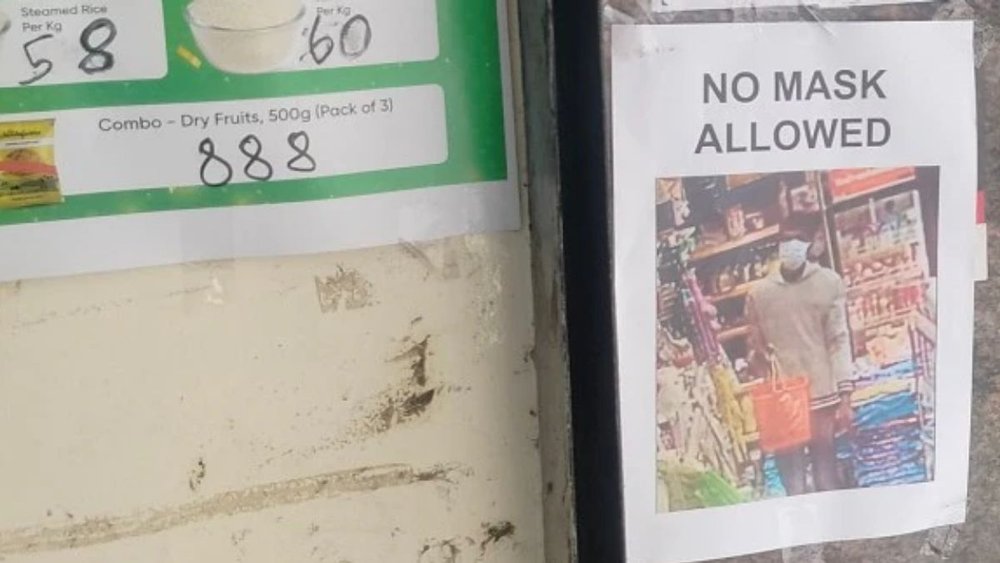 Steamed Rice
Per Kg
58
Per Kg
60
Combo - Dry Fruits, 500g (Pack of 3)
888
NO MASK
ALLOWED